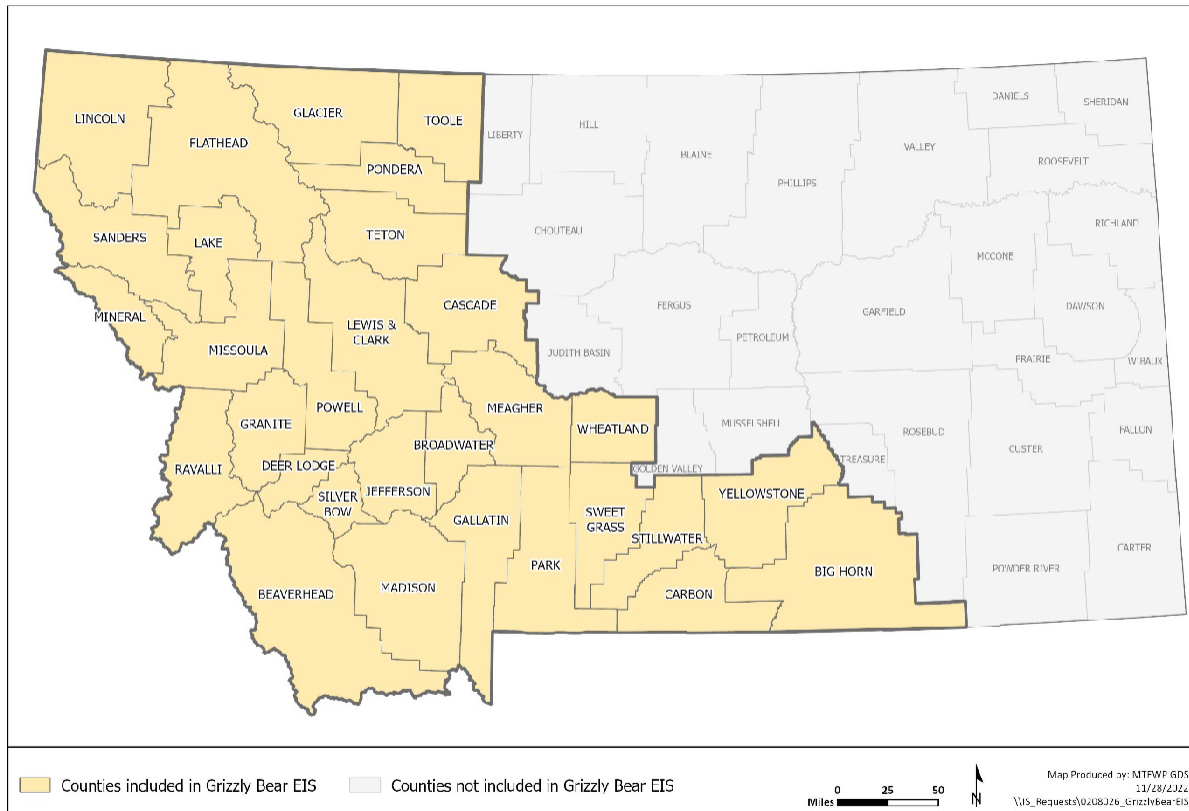 LINCOLN
FLATHEAD
GLACIER
TOOLE
LIBERTY
HILL
BLAINE
PHILLIPS
VALLEY
DANIELS
SHERIDAN
ROOSEVELT
PONDERA
SANDERS
LAKE
TETON
CHOUTEAU
RICHLAND
MCCONE
MINERAL
MISSOULA
LEWIS &
CLARK
CASCADE
JUDITH BASIN
FERGUS
PETROLEUM
GARFIELD
DAWSON
PRAIRIE
WIBAUX
POWELL
GRANITE
MEAGHER
WHEATLAND
MUSSELSHELL
ROSEBUD
CUSTER
FALLON
RAVALLI
DEER LODGE
BROADWATER
GOLDEN VALLEY
TREASURE
SILVER
BOW
JEFFERSON
GALLATIN
SWEET
GRASS
STILLWATER
YELLOWSTONE
BEAVERHEAD
MADISON
PARK
CARBON
BIG HORN
POWDER RIVER
CARTER
Counties included in Grizzly Bear EIS
Counties not included in Grizzly Bear EIS
0 25 50
Miles
N
Map Produced by: MTFWP GDS
11/28/2022